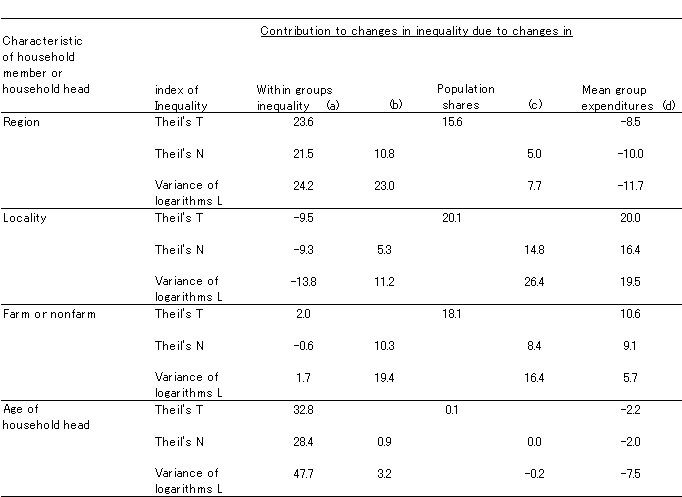 Contribution to changes in inequality due to changes in
Characteristic
of household
member or
household head
index of
Inequality
Within groups
inequality (a)
(b)
Population
shares
(c)
Mean group
expenditures (d)
Region Theil's T 23.6 15.6 -8.5
Theil's N 21.5 10.8 5.0 -10.0
Variance of 24.2 23.0 7.7 -11.7
logarithms L
Locality Theil's T -9.5 20.1 20.0
Theil's N -9.3 5.3 14.8 16.4
Variance of -13.8 11.2 26.4 19.5
logarithms L
Farm or nonfarm Theil's T 2.0 18.1 10.6
Theil's N -0.6 10.3 8.4 9.1
Variance of 1.7 19.4 16.4 5.7
logarithms L
Age of Theil's T 32.8 0.1 -2.2
household head
Theil's N 28.4 0.9 0.0 -2.0
Variance of 47.7 3.2 -0.2 -7.5
logarithms L